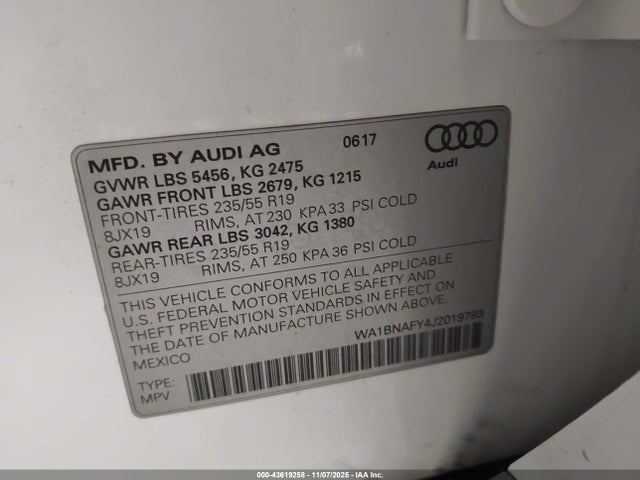 MFD. BY AUDI AG 0617
Audi
GVWR LBS 5456, KG 2475
GAWR FRONT LBS 2679, KG 1215
FRONT-TIRES 235/55 R19
8JX19 RIMS, AT 230 KPA 33 PSI COLD
GAWR REAR LBS 3042, KG 1380
REAR-TIRES 235/55 R19
8JX19 RIMS, AT 250 KPA 36 PSI COLD
THIS VEHICLE CONFORMS TO ALL APPLICABLE
U.S. FEDERAL MOTOR VEHICLE SAFETY AND
THEFT PREVENTION STANDARDS IN EFFECT ON
THE DATE OF MANUFACTURE SHOWN ABOVE.
MEXICO
WA1BNAFY4J2019793
TYPE:
MPV
000-43619258 - 11/07/2025 - IAA Inc.